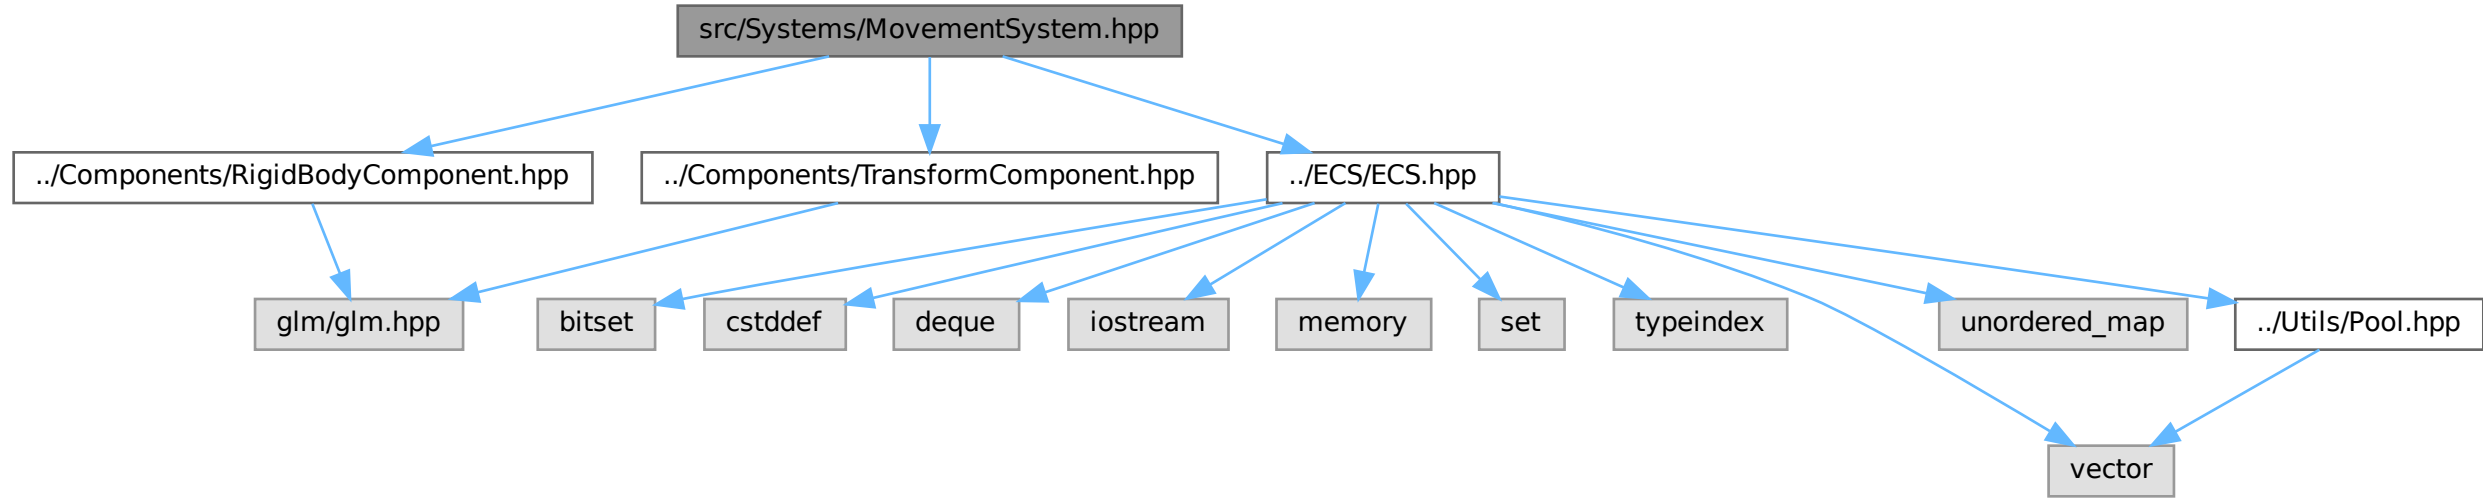 src/Systems/MovementSystem.hpp
../Components/RigidBodyComponent.hpp
../Components/TransformComponent.hpp
../ECS/ECS.hpp
glm/glm.hpp
bitset
cstddef
deque
iostream
memory
set
typeindex
unordered_map
../Utils/Pool.hpp
vector